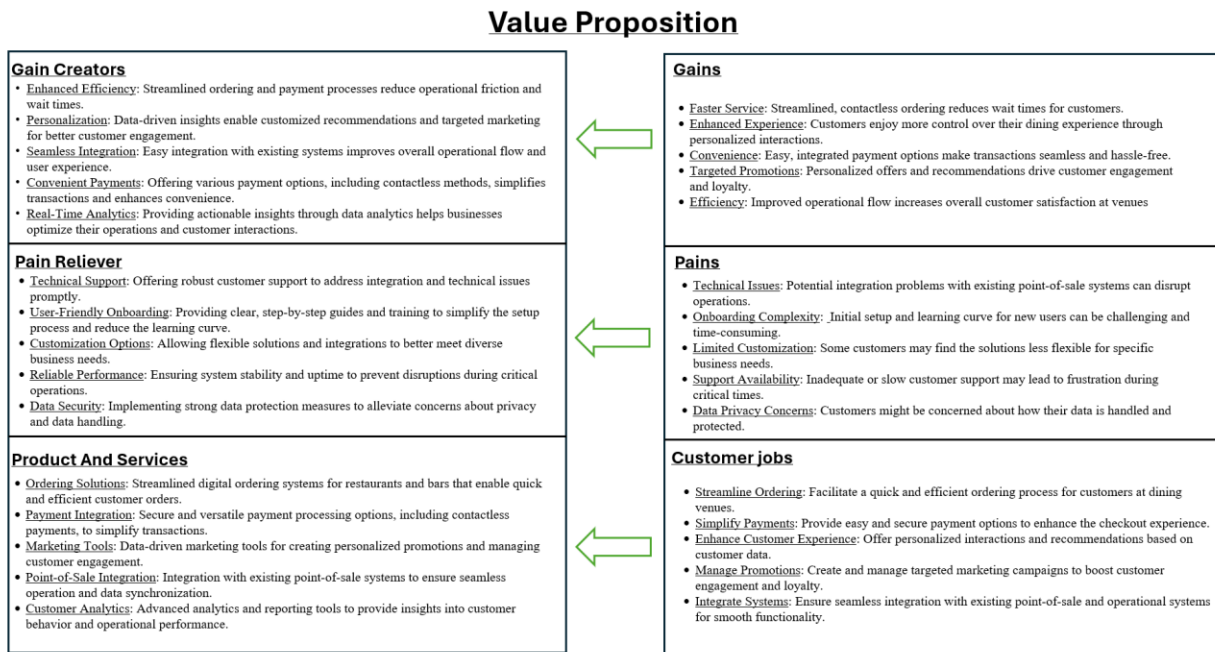 Value Proposition
Gain Creators
• Enhanced Efficiency: Streamlined ordering and payment processes reduce operational friction and
wait times.
• Personalization: Data-driven insights enable customized recommendations and targeted marketing
for better customer engagement.
• Seamless Integration: Easy integration with existing systems improves overall operational flow and
user experience.
• Convenient Payments: Offering various payment options, including contactless methods, simplifies
transactions and enhances convenience.
• Real-Time Analytics: Providing actionable insights through data analytics helps businesses
optimize their operations and customer interactions.
Pain Reliever
• Technical Support: Offering robust customer support to address integration and technical issues
promptly.
• User-Friendly Onboarding: Providing clear, step-by-step guides and training to simplify the setup
process and reduce the learning curve.
• Customization Options: Allowing flexible solutions and integrations to better meet diverse
business needs.
• Reliable Performance: Ensuring system stability and uptime to prevent disruptions during critical
operations.
• Data Security: Implementing strong data protection measures to alleviate concerns about privacy
and data handling.
Product And Services
• Ordering Solutions: Streamlined digital ordering systems for restaurants and bars that enable quick
and efficient customer orders.
• Payment Integration: Secure and versatile payment processing options, including contactless
payments, to simplify transactions.
• Marketing Tools: Data-driven marketing tools for creating personalized promotions and managing
customer engagement.
• Point-of-Sale Integration: Integration with existing point-of-sale systems to ensure seamless
operation and data synchronization.
• Customer Analytics: Advanced analytics and reporting tools to provide insights into customer
behavior and operational performance.
Gains
• Faster Service: Streamlined, contactless ordering reduces wait times for customers.
• Enhanced Experience: Customers enjoy more control over their dining experience through
personalized interactions.
• Convenience: Easy, integrated payment options make transactions seamless and hassle-free.
• Targeted Promotions: Personalized offers and recommendations drive customer engagement
and loyalty.
• Efficiency: Improved operational flow increases overall customer satisfaction at venues
Pains
• Technical Issues: Potential integration problems with existing point-of-sale systems can disrupt
operations.
• Onboarding Complexity: Initial setup and learning curve for new users can be challenging and
time-consuming.
• Limited Customization: Some customers may find the solutions less flexible for specific
business needs.
• Support Availability: Inadequate or slow customer support may lead to frustration during
critical times.
• Data Privacy Concerns: Customers might be concerned about how their data is handled and
protected.
Customer jobs
• Streamline Ordering: Facilitate a quick and efficient ordering process for customers at dining
venues.
• Simplify Payments: Provide easy and secure payment options to enhance the checkout experience.
• Enhance Customer Experience: Offer personalized interactions and recommendations based on
customer data.
• Manage Promotions: Create and manage targeted marketing campaigns to boost customer
engagement and loyalty.
• Integrate Systems: Ensure seamless integration with existing point-of-sale and operational systems
for smooth functionality.